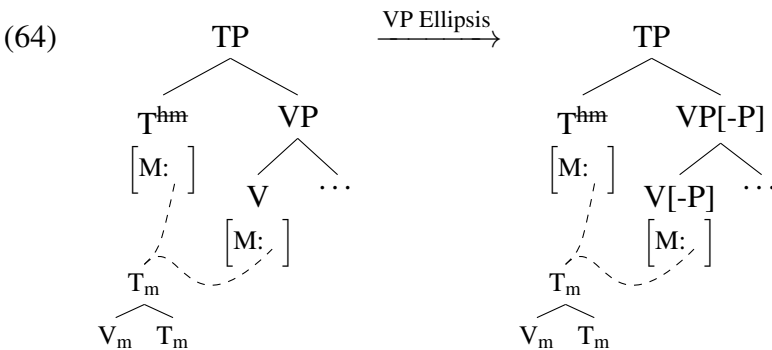 (64) TP VP Ellipsis TP
T^hm VP T^hm VP[-P]
[M: ] V ··· [M: ] V[-P] ···
[M: ] [M: ]
T_m T_m
V_m T_m V_m T_m